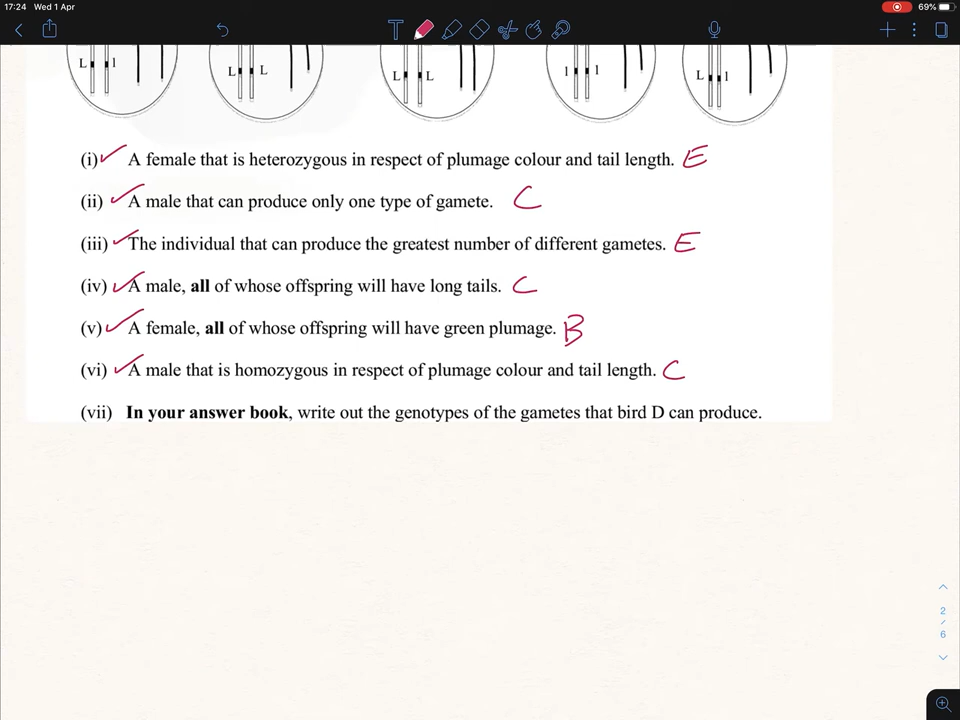 17:24 Wed 1 Apr
69%
T
L l
L L
L L
l l
L l
(i) A female that is heterozygous in respect of plumage colour and tail length. E
(ii) A male that can produce only one type of gamete. C
(iii) The individual that can produce the greatest number of different gametes. E
(iv) A male, all of whose offspring will have long tails. C
(v) A female, all of whose offspring will have green plumage. B
(vi) A male that is homozygous in respect of plumage colour and tail length. C
(vii) In your answer book, write out the genotypes of the gametes that bird D can produce.
2
/
6